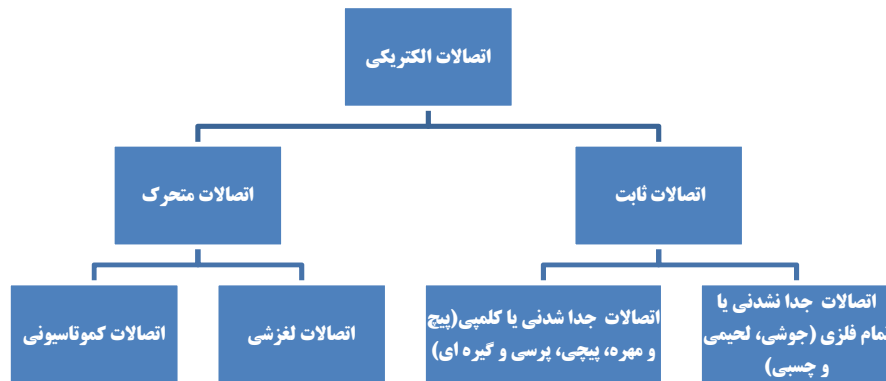 اتصالات الکتریکی
اتصالات ثابت
اتصالات متحرک
اتصالات جدا نشدنی یا
تمام فلزی (جوشی، لحیمی
و چسبی)
اتصالات جدا شدنی یا کلمپی(پیچ
و مهره، پیچی، پرسی و گیره ای)
اتصالات لغزشی
اتصالات کموتاسیونی